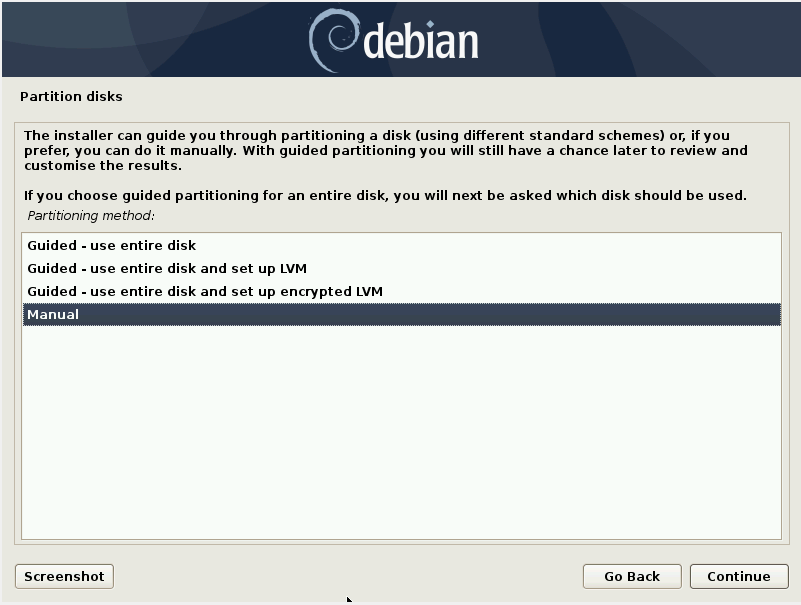 debian
Partition disks
The installer can guide you through partitioning a disk (using different standard schemes) or, if you
prefer, you can do it manually. With guided partitioning you will still have a chance later to review and
customise the results.
If you choose guided partitioning for an entire disk, you will next be asked which disk should be used.
Partitioning method:
Guided - use entire disk
Guided - use entire disk and set up LVM
Guided - use entire disk and set up encrypted LVM
Manual
Screenshot Go Back Continue